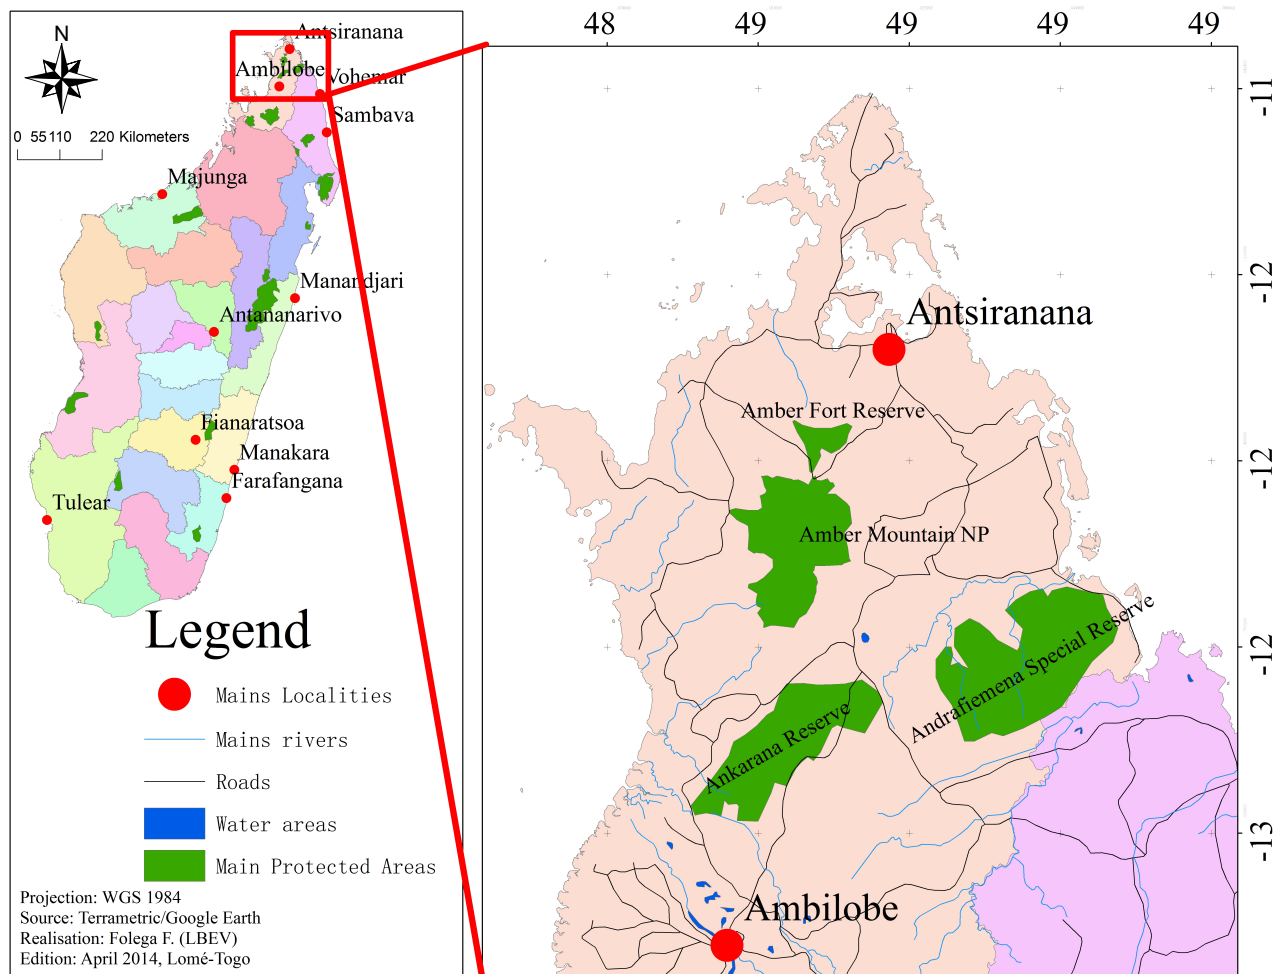 N
0 55 110 220 Kilometers
Antsiranana
Ambilobe
Vohemar
Sambava
Majunga
Manandjari
Antananarivo
Fianaratsoa
Manakara
Farafangana
Tulear
Legend
Mains Localities
Mains rivers
Roads
Water areas
Main Protected Areas
Projection: WGS 1984
Source: Terrametric/Google Earth
Realisation: Folega F. (LBEV)
Edition: April 2014, Lomé-Togo
48 49 49 49 49
-11
-12
-12
-12
-13
Antsiranana
Amber Fort Reserve
Amber Mountain NP
Andrafiemena Special Reserve
Ankarana Reserve
Ambilobe